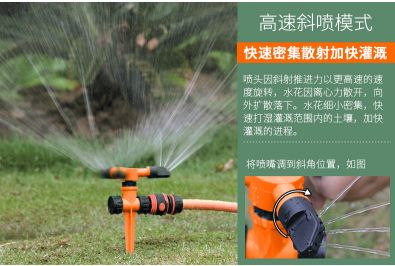 高速斜喷模式
快速密集散射加快灌溉
喷头因斜射推进力以更高速的速
度旋转，水花因离心力散开，向
外扩散落下。水花细小密集，快
速打湿灌溉范围内的土壤，加快
灌溉的进程。
将喷嘴调到斜角位置，如图